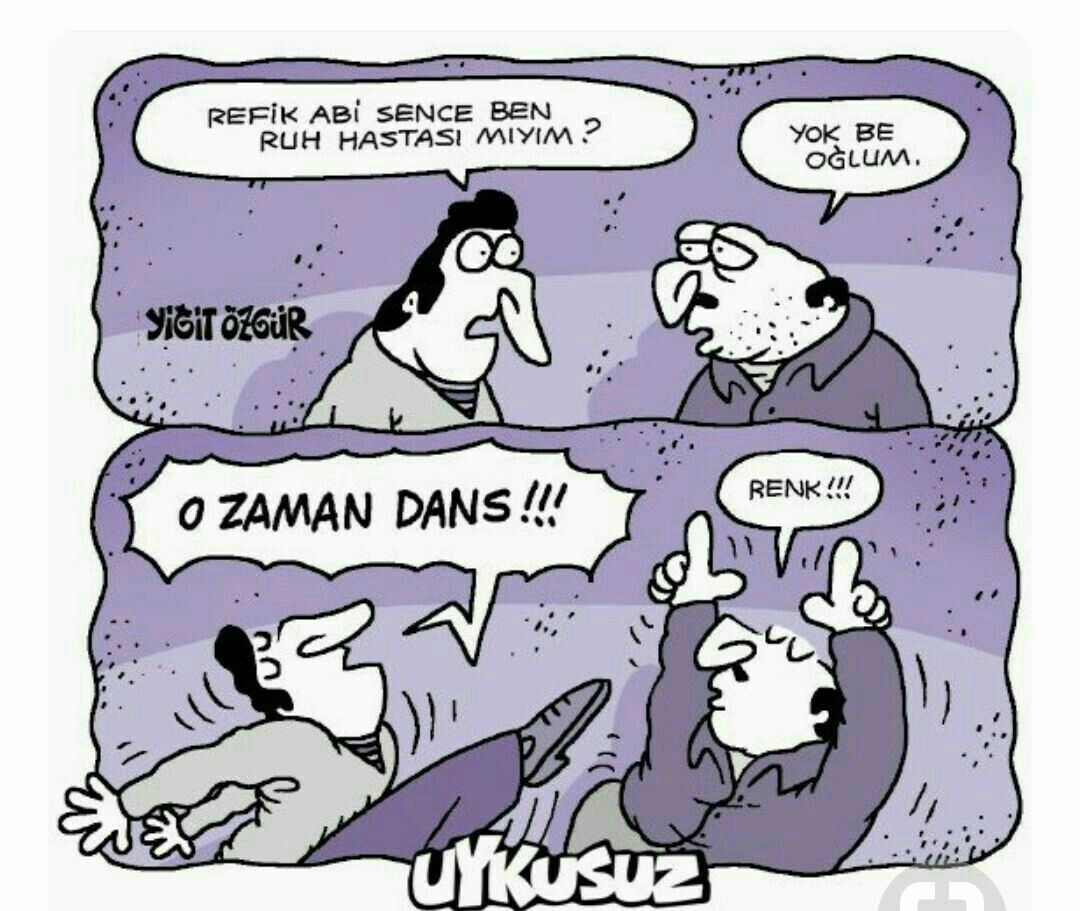 REFİK ABİ SENCE BEN
RUH HASTASI MIYIM?
YOK BE
OĞLUM.
YİĞİT ÖZGÜR
O ZAMAN DANS!!!
RENK!!!
UYKUSUZ